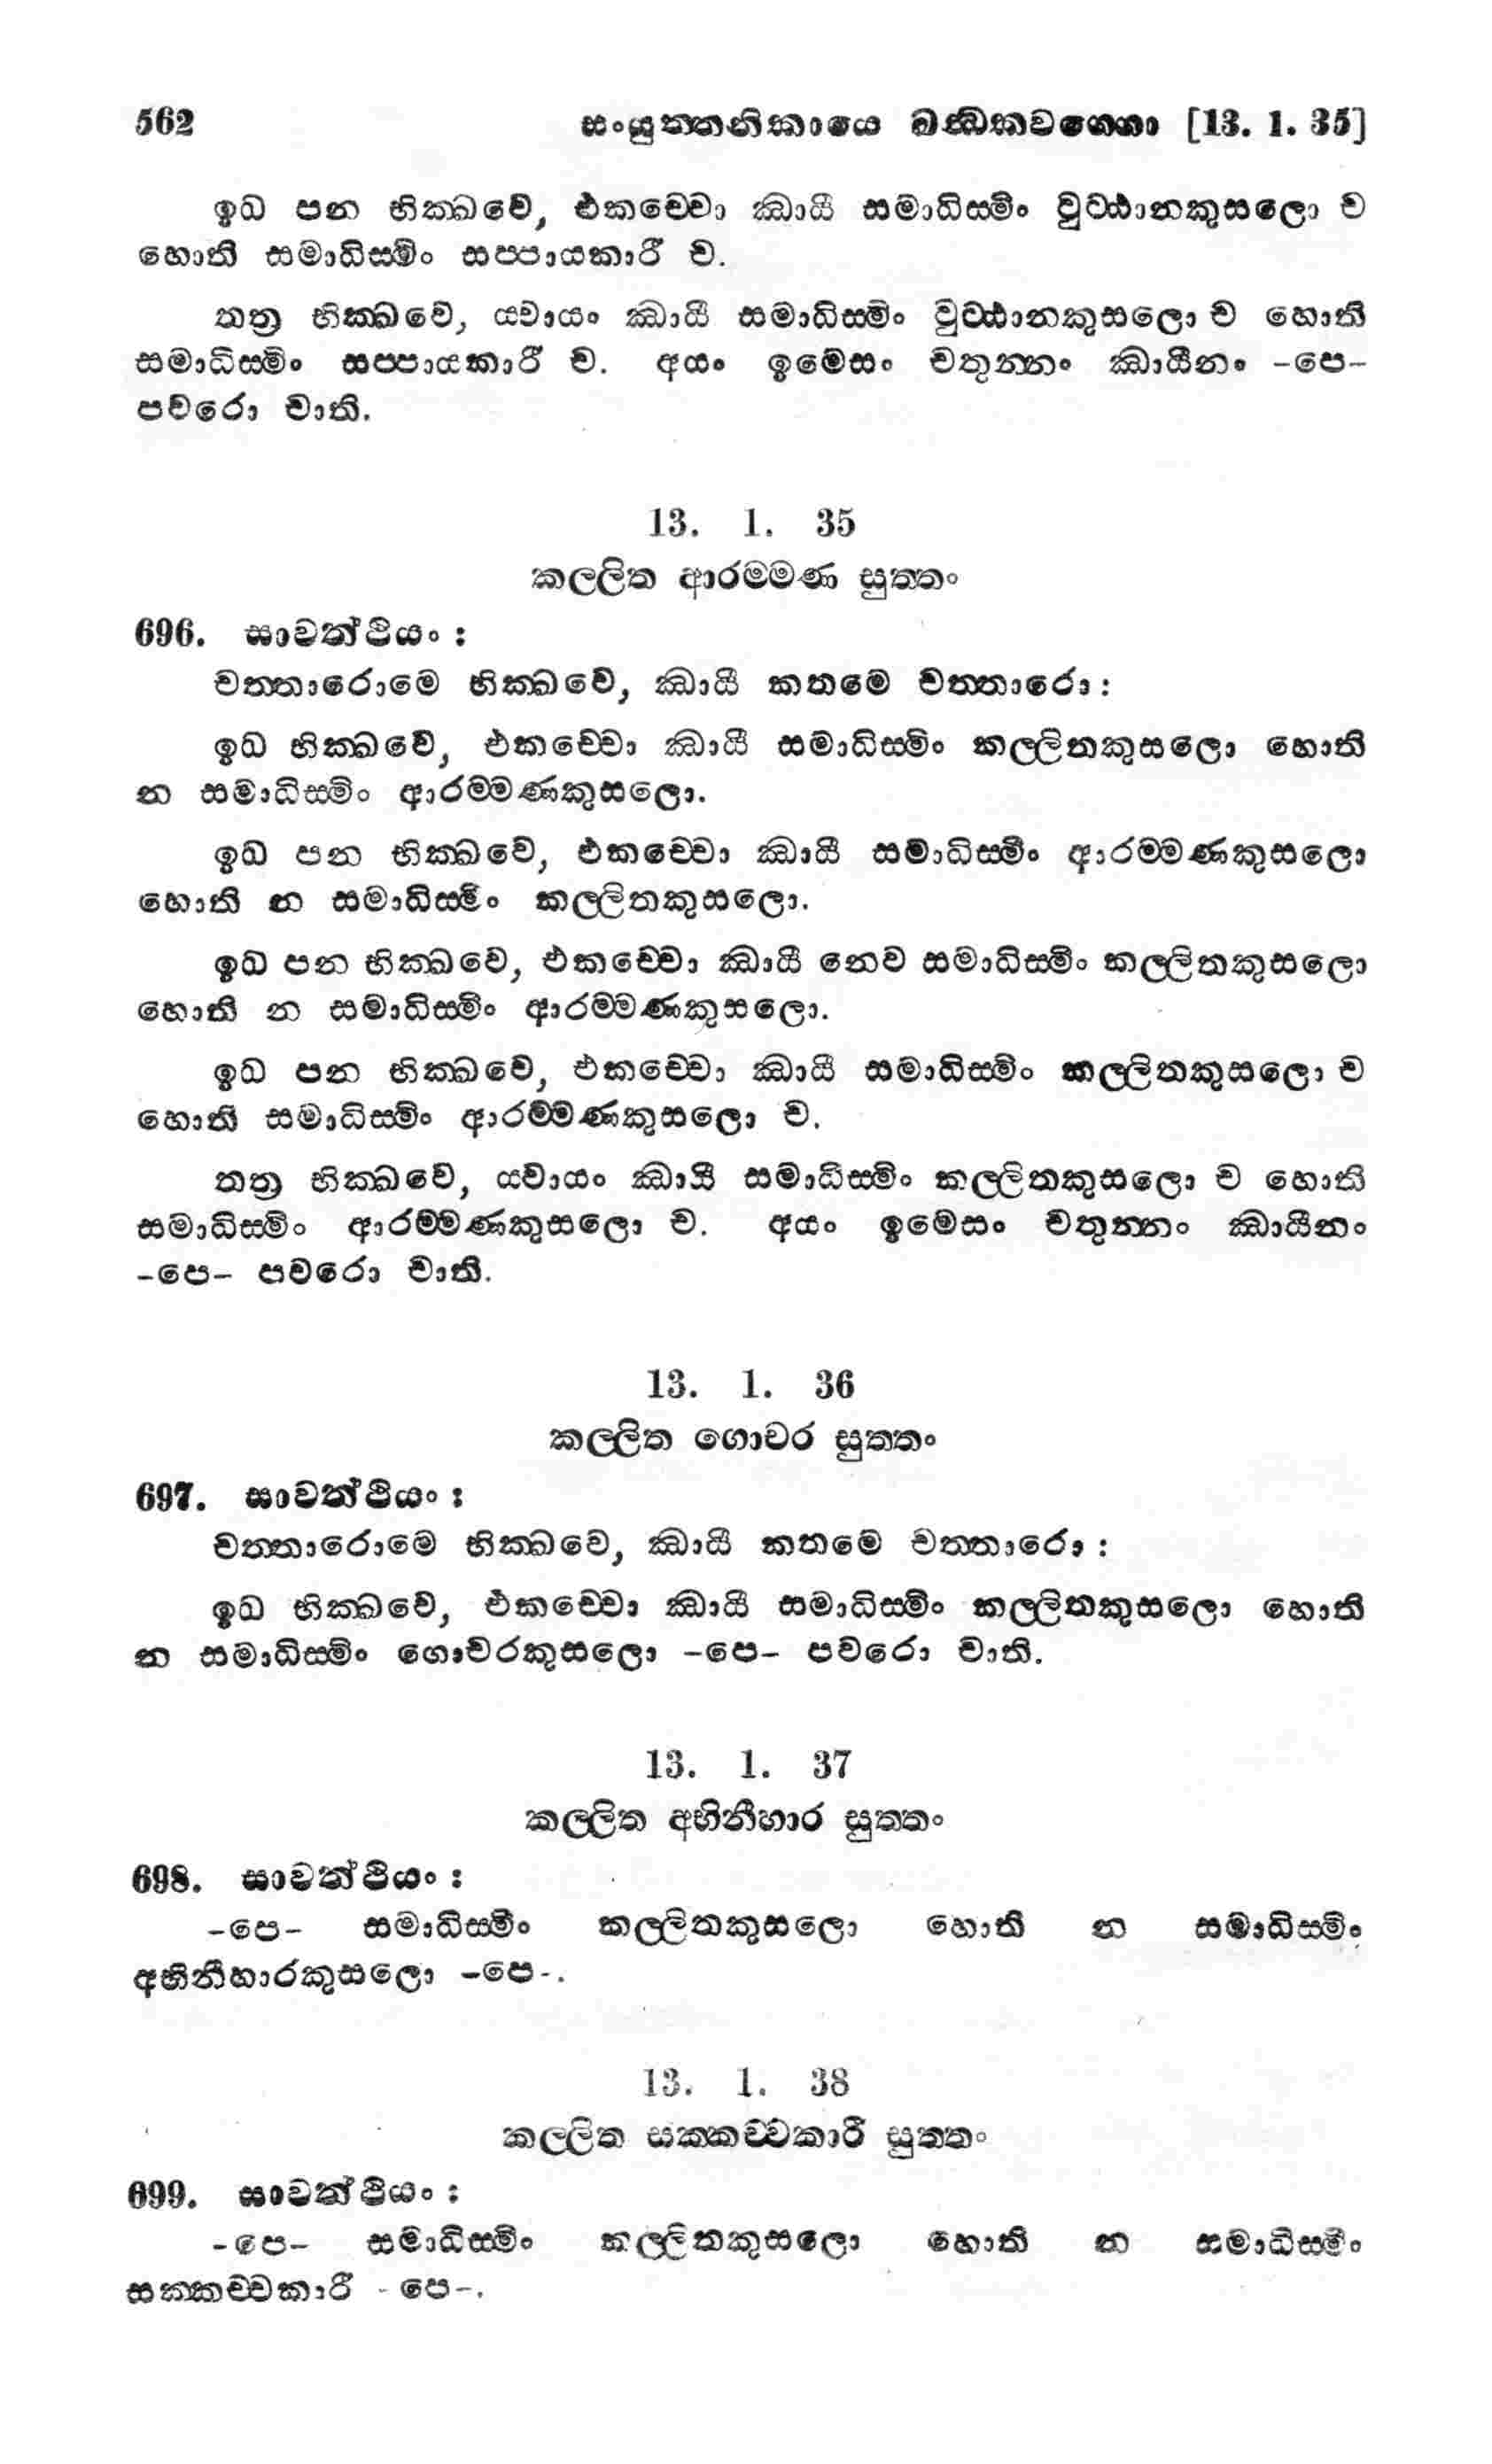 562 සංයුත්තනිකායෙ ඛන්ධකවග්ගො [13. 1. 35]
ඉධ පන භික්ඛවේ, එකච්චො ඣායී සමාධිස්මිං වුට්ඨානකුසලො ච
හොති සමාධිස්මිං සප්පායකාරී ච.
තත්‍ර භික්ඛවේ, ය්වායං ඣායී සමාධිස්මිං වුට්ඨානකුසලො ච හොති
සමාධිස්මිං සප්පායකාරී ච. අයං ඉමේසං චතුන්නං ඣායීනං -පෙ-
පවරො චාති.
13. 1. 35
කල්ලිත ආරම්මණ සුත්තං
696. සාවත්ථියං :
චත්තාරොමෙ භික්ඛවේ, ඣායී කතමේ චත්තාරො:
ඉධ භික්ඛවේ, එකච්චො ඣායී සමාධිස්මිං කල්ලිතකුසලො හොති
න සමාධිස්මිං ආරම්මණකුසලො.
ඉධ පන භික්ඛවේ, එකච්චො ඣායී සමාධිස්මිං ආරම්මණකුසලො
හොති න සමාධිස්මිං කල්ලිතකුසලො.
ඉධ පන භික්ඛවෙ, එකච්චො ඣායී නෙව සමාධිස්මිං කල්ලිතකුසලො
හොති න සමාධිස්මිං ආරම්මණකුසලො.
ඉධ පන භික්ඛවේ, එකච්චො ඣායී සමාධිස්මිං කල්ලිතකුසලො ච
හොති සමාධිස්මිං ආරම්මණකුසලො ච.
තත්‍ර භික්ඛවේ, ය්වායං ඣායී සමාධිස්මිං කල්ලිතකුසලො ච හොති
සමාධිස්මිං ආරම්මණකුසලො ච. අයං ඉමේසං චතුන්නං ඣායීනං
-පෙ- පවරො චාති.
13. 1. 36
කල්ලිත ගොචර සුත්තං
697. සාවත්ථියං :
චත්තාරොමෙ භික්ඛවෙ, ඣායී කතමේ චත්තාරො :
ඉධ භික්ඛවේ, එකච්චො ඣායී සමාධිස්මිං කල්ලිතකුසලො හොති
න සමාධිස්මිං ගොචරකුසලො -පෙ- පවරො චාති.
13. 1. 37
කල්ලිත අභිනීහාර සුත්තං
698. සාවත්ථියං :
-පෙ- සමාධිස්මිං කල්ලිතකුසලො හොති න සමාධිස්මිං
අභිනීහාරකුසලො -පෙ-.
13. 1. 38
කල්ලිත සක්කච්චකාරී සුත්තං
699. සාවත්ථියං :
-පෙ- සමාධිස්මිං කල්ලිතකුසලො හොති න සමාධිස්මිං
සක්කච්චකාරී -පෙ-.